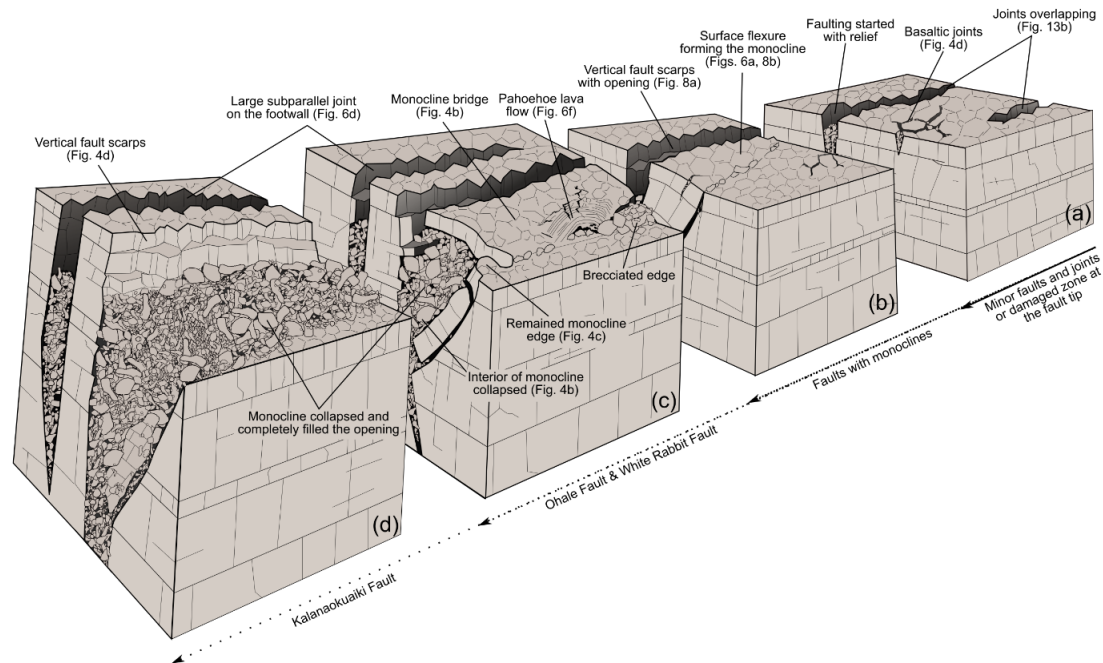 Vertical fault scarps
(Fig. 4d)
Large subparallel joint
on the footwall (Fig. 6d)
Monocline bridge
(Fig. 4b)
Pahoehoe lava
flow (Fig. 6f)
Vertical fault scarps
with opening (Fig. 8a)
Surface flexure
forming the monocline
(Figs. 6a, 8b)
Faulting started
with relief
Basaltic joints
(Fig. 4d)
Joints overlapping
(Fig. 13b)
(a)
Minor faults and joints
or damaged zone at
the fault tip
Brecciated edge
(b)
Faults with monoclines
Remained monocline
edge (Fig. 4c)
Interior of monocline
collapsed (Fig. 4b)
(c)
Ohale Fault & White Rabbit Fault
Monocline collapsed and
completely filled the opening
(d)
Kalanaokuaiki Fault